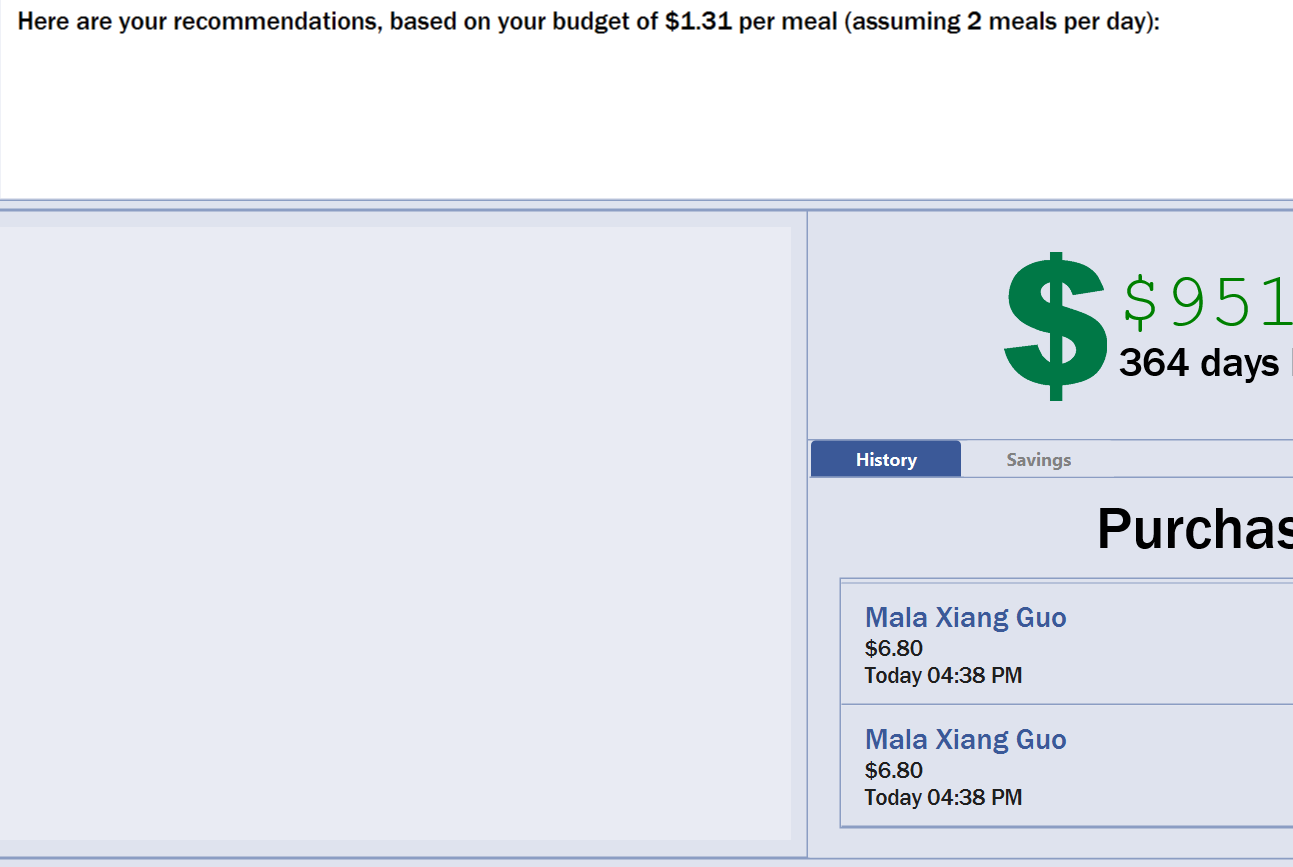 Here are your recommendations, based on your budget of $1.31 per meal (assuming 2 meals per day):
$ $951
364 days
History Savings
Purchas
Mala Xiang Guo
$6.80
Today 04:38 PM
Mala Xiang Guo
$6.80
Today 04:38 PM